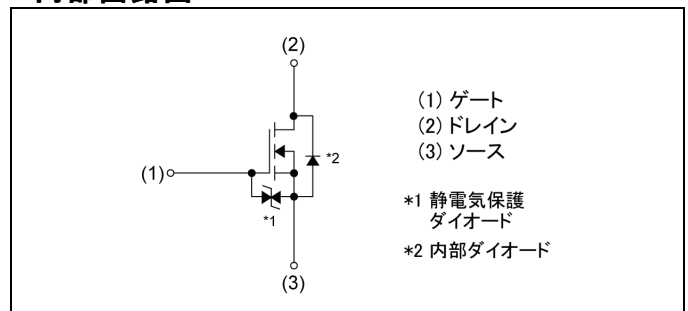 (2)
(1)
*2
*1
(3)
(1) ゲート
(2) ドレイン
(3) ソース
*1 静電気保護
ダイオード
*2 内部ダイオード